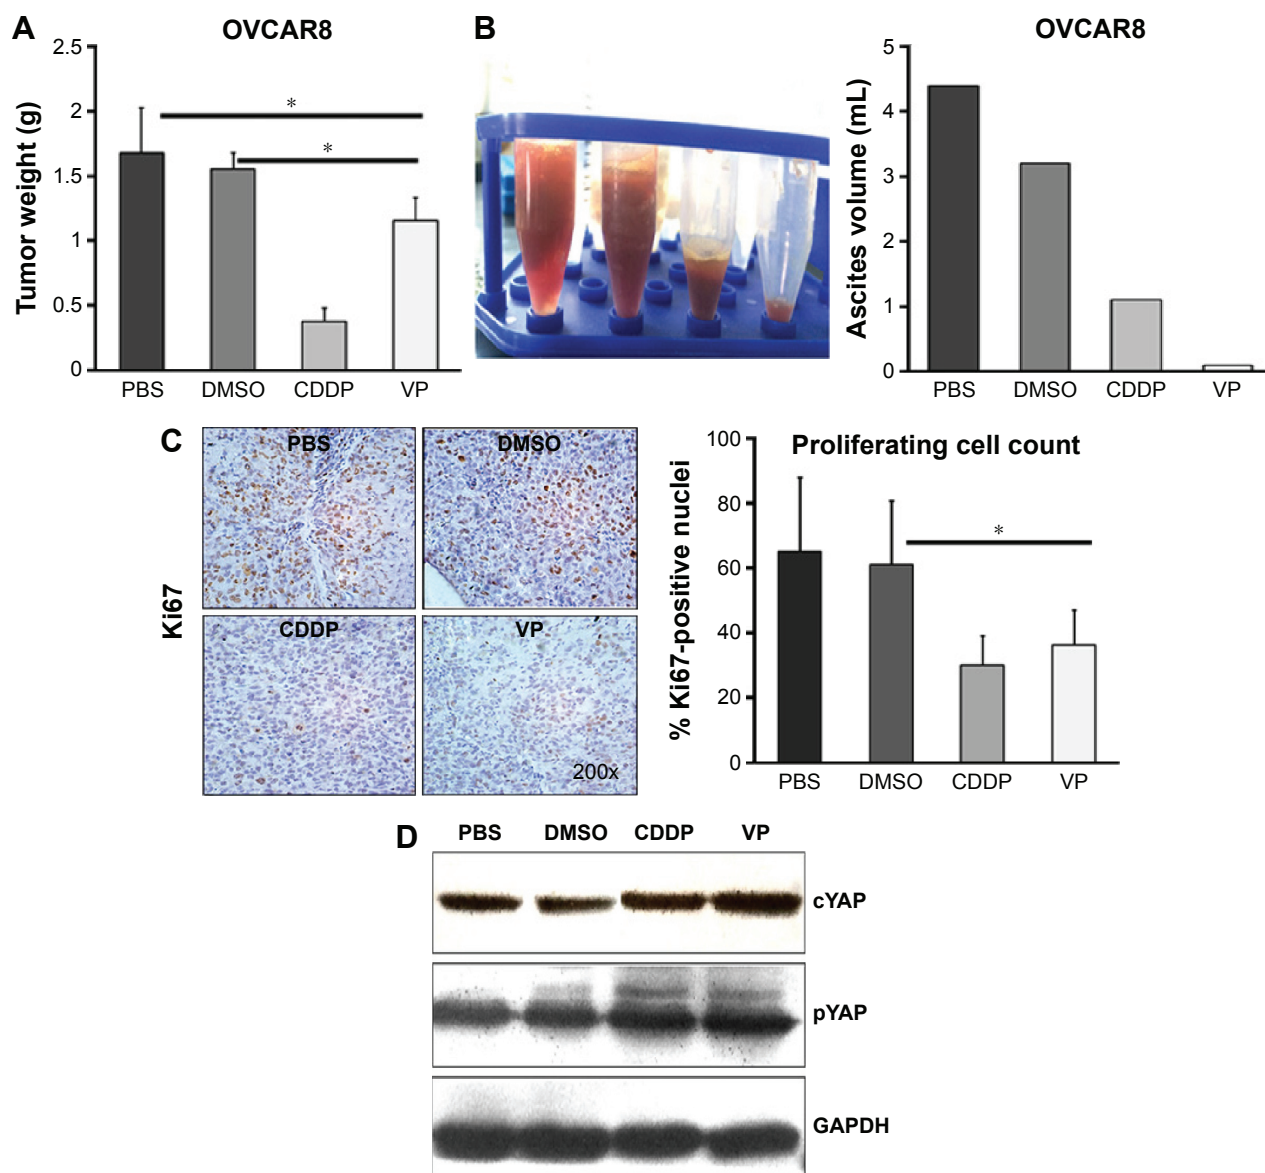 A
OVCAR8
Tumor weight (g)
2.5
2
1.5
1
0.5
0
*
*
PBS DMSO CDDP VP
B
OVCAR8
Ascites volume (mL)
5
4
3
2
1
0
PBS DMSO CDDP VP
C
Ki67
PBS DMSO
CDDP VP
200x
Proliferating cell count
% Ki67-positive nuclei
100
80
60
40
20
0
*
PBS DMSO CDDP VP
D
PBS DMSO CDDP VP
cYAP
pYAP
GAPDH